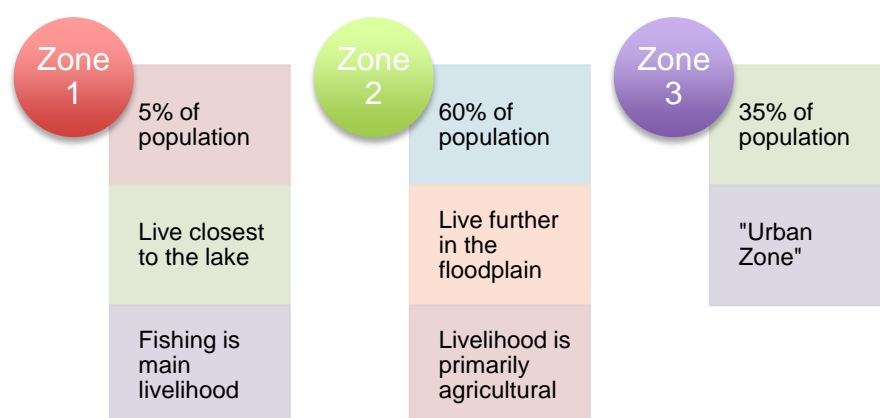 Zone
1
5% of
population
Live closest
to the lake
Fishing is
main
livelihood
Zone
2
60% of
population
Live further
in the
floodplain
Livelihood is
primarily
agricultural
Zone
3
35% of
population
"Urban
Zone"